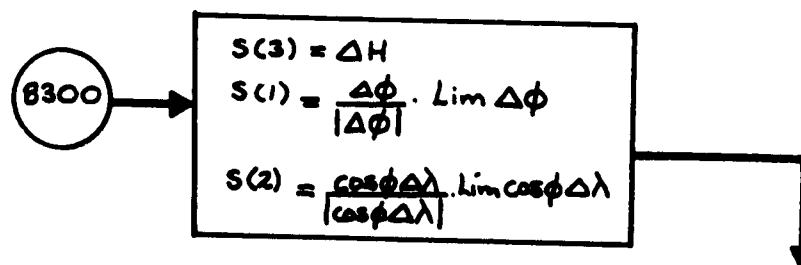 8300
S(3) = ΔH
S(1) = Δϕ/|Δϕ| · Lim Δϕ
S(2) = cosϕΔλ/|cosϕΔλ| . Lim cosϕΔλ